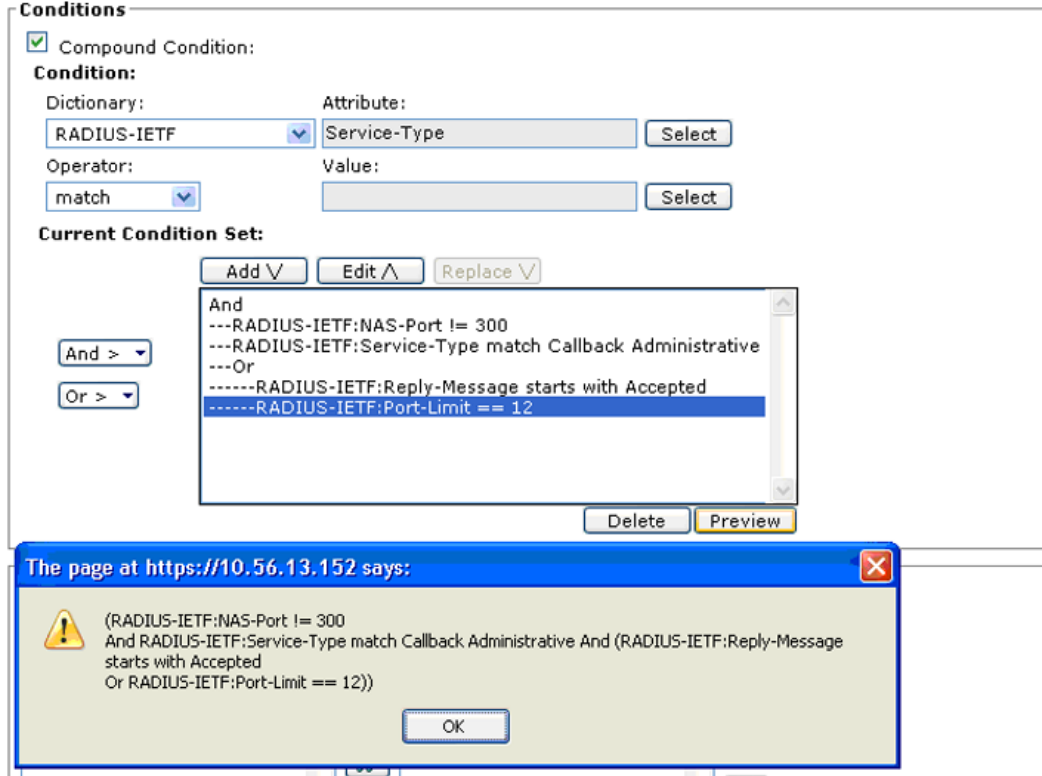 Conditions
Compound Condition:
Condition:
Dictionary: Attribute:
RADIUS-IETF Service-Type Select
Operator: Value:
match Select
Current Condition Set:
Add V Edit Λ Replace V
And
---RADIUS-IETF:NAS-Port != 300
---RADIUS-IETF:Service-Type match Callback Administrative
---Or
------RADIUS-IETF:Reply-Message starts with Accepted
------RADIUS-IETF:Port-Limit == 12
And >
Or >
Delete Preview
The page at https://10.56.13.152 says:
(RADIUS-IETF:NAS-Port != 300
And RADIUS-IETF:Service-Type match Callback Administrative And (RADIUS-IETF:Reply-Message
starts with Accepted
Or RADIUS-IETF:Port-Limit == 12))
OK